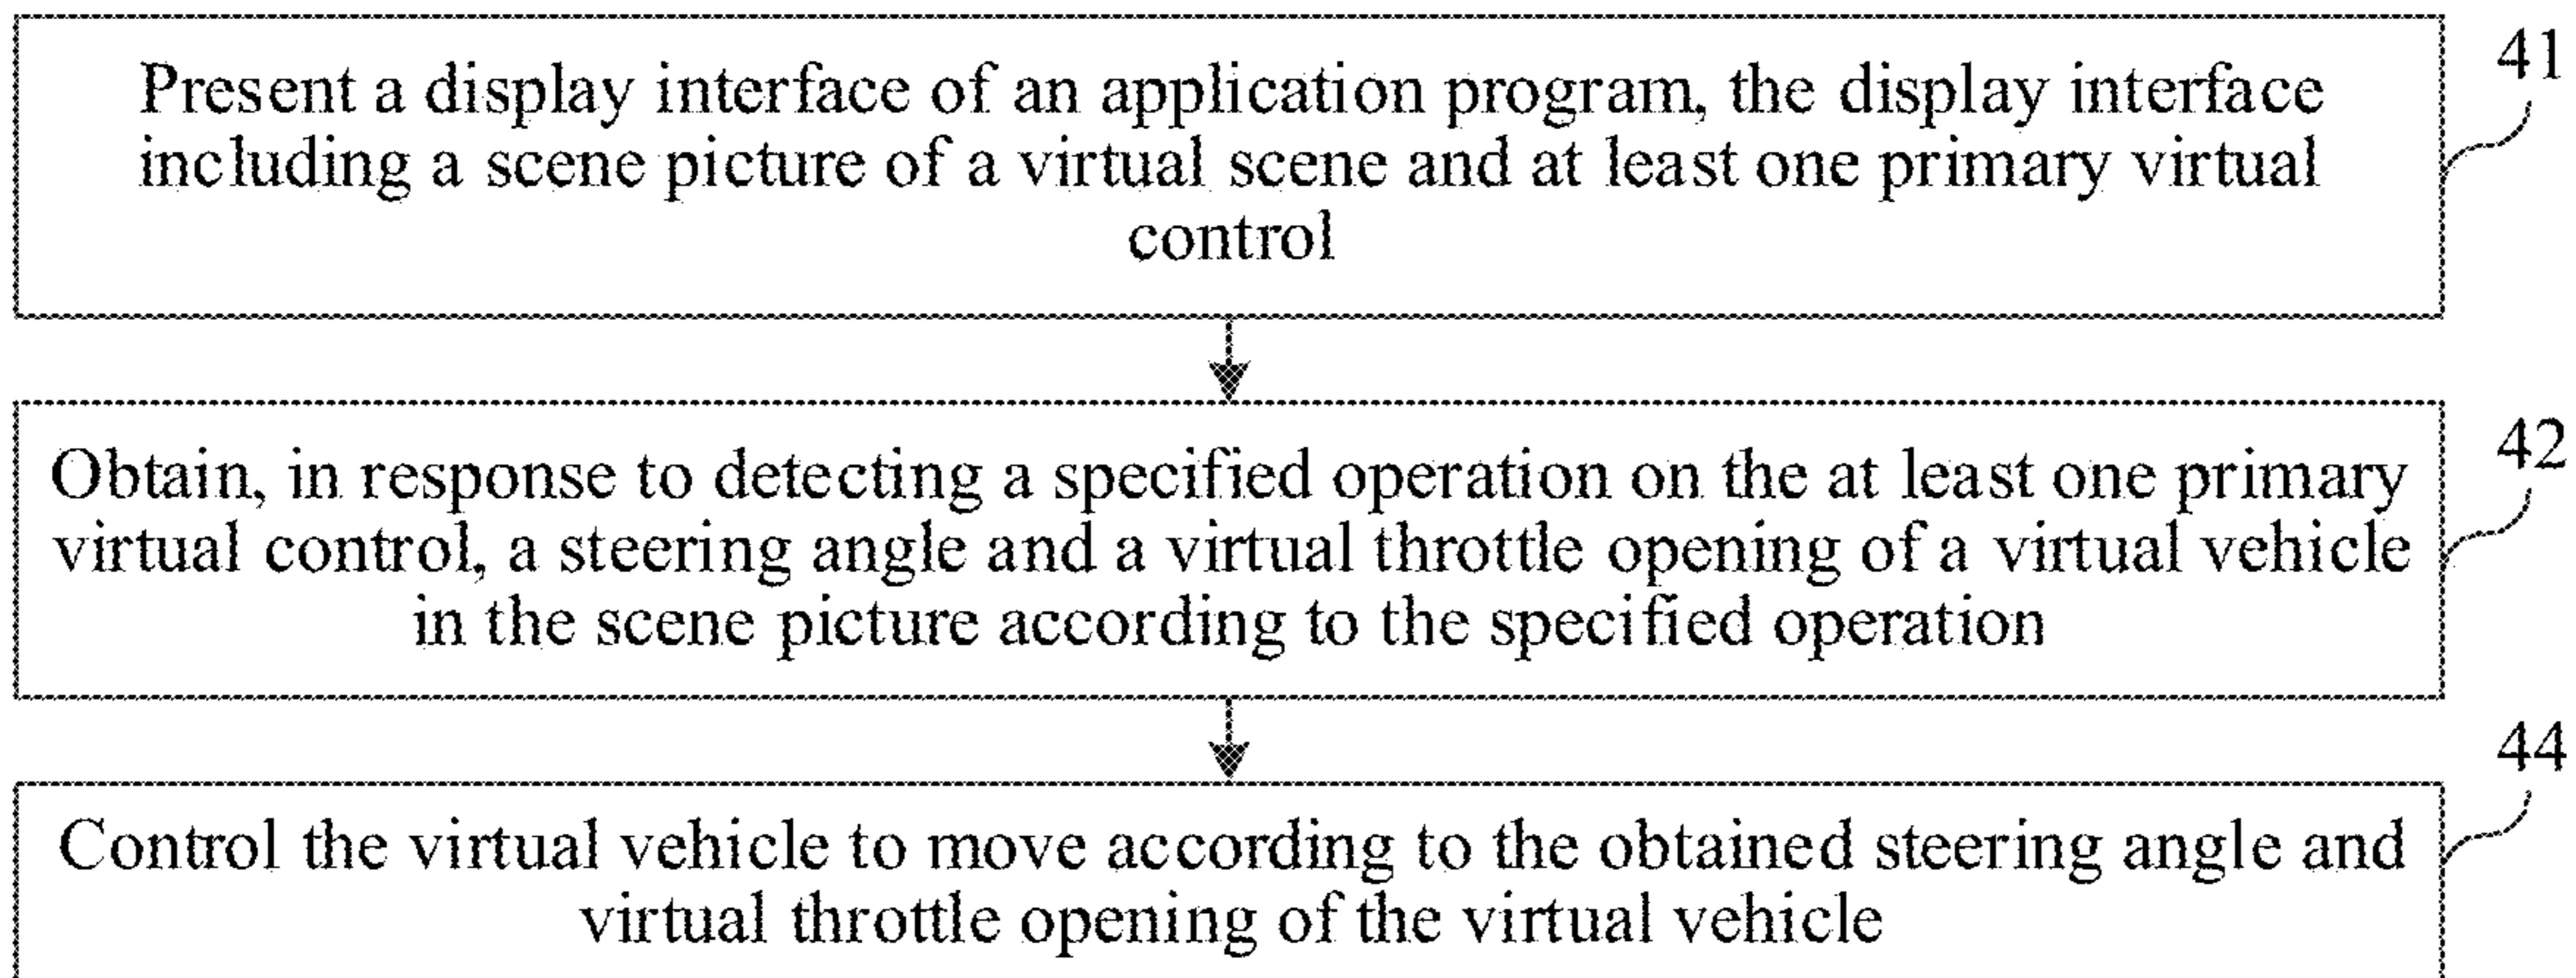 Present a display interface of an application program, the display interface
including a scene picture of a virtual scene and at least one primary virtual
control
41
Obtain, in response to detecting a specified operation on the at least one primary
virtual control, a steering angle and a virtual throttle opening of a virtual vehicle
in the scene picture according to the specified operation
42
Control the virtual vehicle to move according to the obtained steering angle and
virtual throttle opening of the virtual vehicle
44